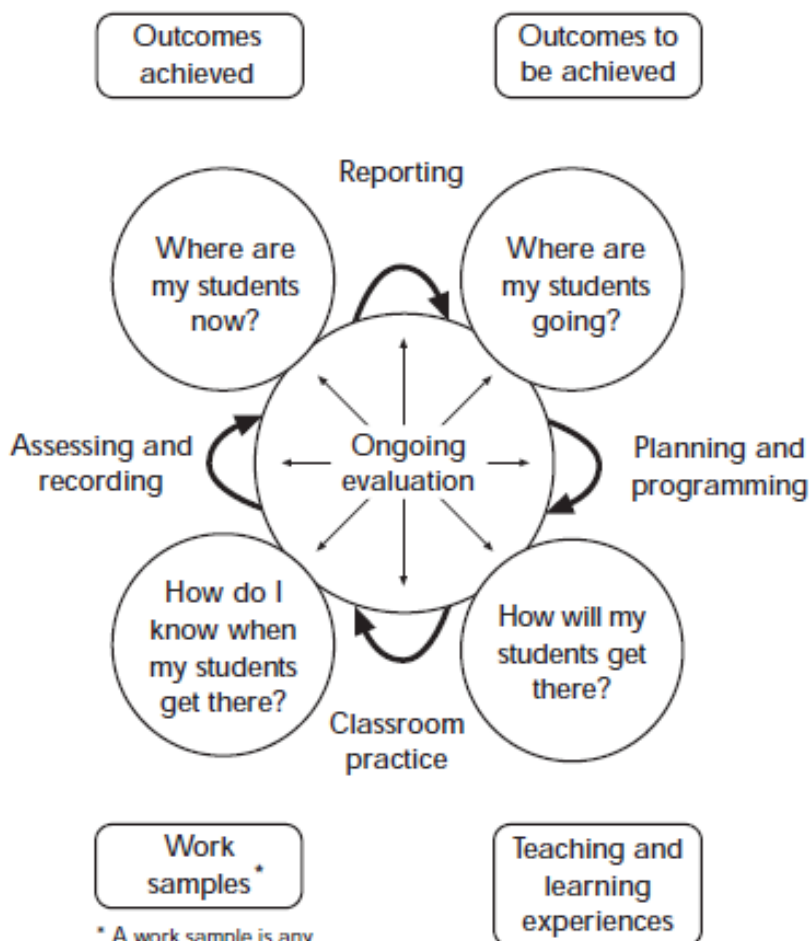 Outcomes
achieved
Outcomes to
be achieved
Reporting
Where are
my students
now?
Where are
my students
going?
Assessing and
recording
Ongoing
evaluation
Planning and
programming
How do I
know when
my students
get there?
How will my
students get
there?
Classroom
practice
Work
samples*
Teaching and
learning
experiences
* A work sample is any